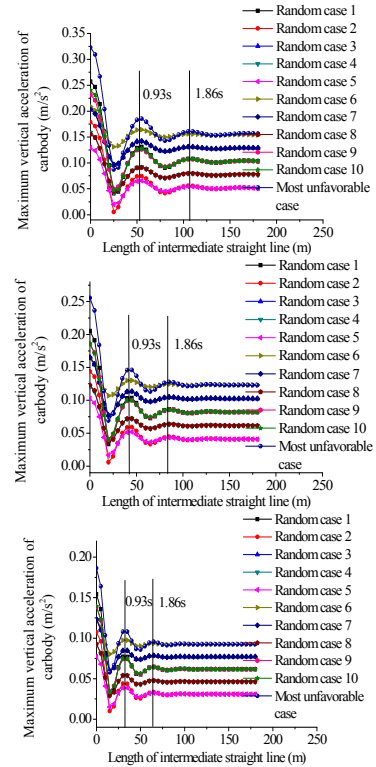 Maximum vertical acceleration of
carbody (m/s²)
0.35
0.30
0.25
0.20
0.15
0.10
0.05
0.00
0 50 100 150 200 250
Length of intermediate straight line (m)
0.93s
1.86s
Random case 1
Random case 2
Random case 3
Random case 4
Random case 5
Random case 6
Random case 7
Random case 8
Random case 9
Random case 10
Most unfavorable
case
Maximum vertical acceleration of
carbody (m/s²)
0.25
0.20
0.15
0.10
0.05
0.00
0 50 100 150 200 250
Length of intermediate straight line (m)
0.93s
1.86s
Random case 1
Random case 2
Random case 3
Random case 4
Random case 5
Random case 6
Random case 7
Random case 8
Random case 9
Random case 10
Most unfavorable
case
Maximum vertical acceleration of
carbody (m/s²)
0.20
0.15
0.10
0.05
0.00
0 50 100 150 200 250
Length of intermediate straight line (m)
0.93s
1.86s
Random case 1
Random case 2
Random case 3
Random case 4
Random case 5
Random case 6
Random case 7
Random case 8
Random case 9
Random case 10
Most unfavorable
case